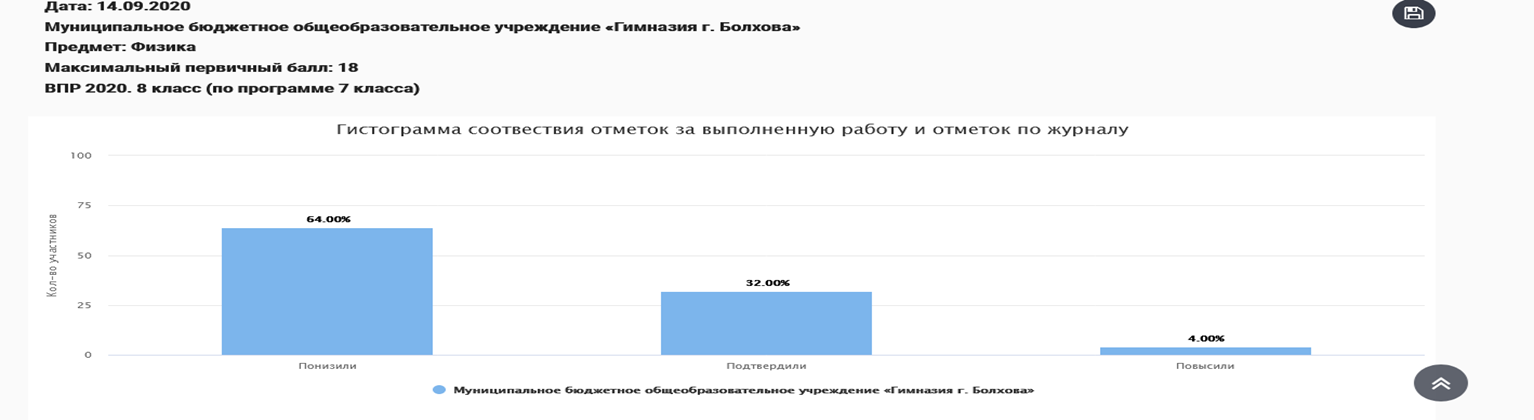 Дата: 14.09.2020
Муниципальное бюджетное общеобразовательное учреждение «Гимназия г. Болхова»
Предмет: Физика
Максимальный первичный балл: 18
ВПР 2020. 8 класс (по программе 7 класса)
Гистограмма соотвествия отметок за выполненную работу и отметок по журналу
Кол-во участников
100
75
50
25
0
64.00%
32.00%
4.00%
Понизили
Подтвердили
Повысили
Муниципальное бюджетное общеобразовательное учреждение «Гимназия г. Болхова»